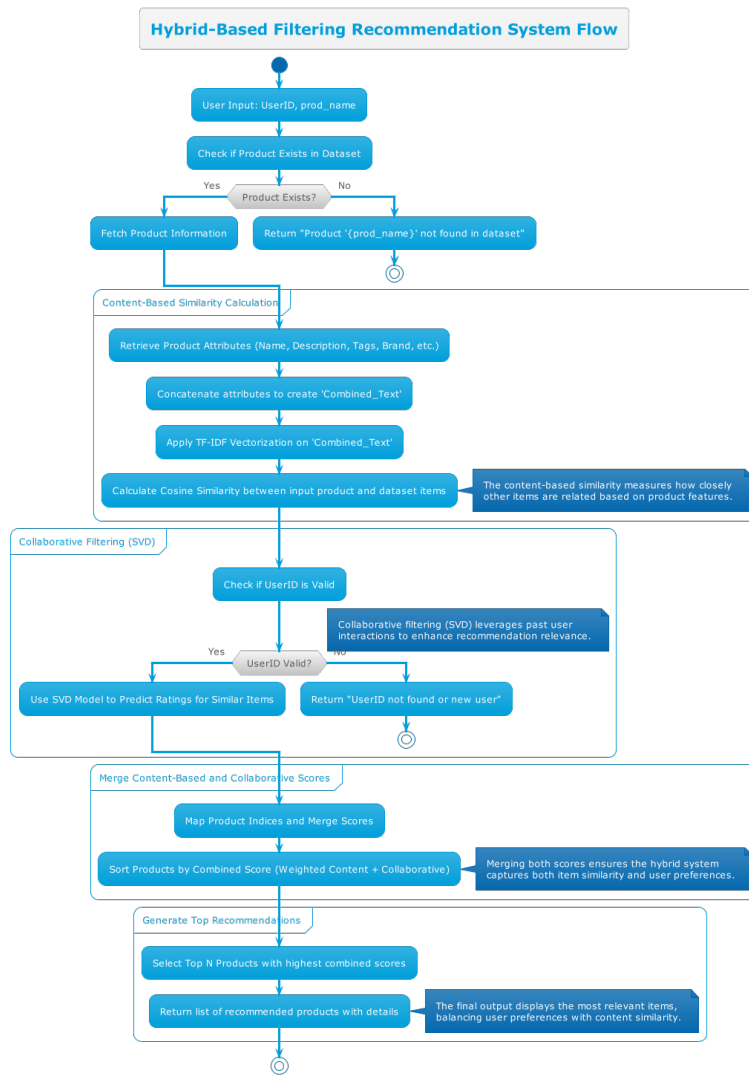 Hybrid-Based Filtering Recommendation System Flow
User Input: UserID, prod_name
Check if Product Exists in Dataset
Yes
Product Exists?
No
Fetch Product Information
Return "Product '{prod_name}' not found in dataset"
Content-Based Similarity Calculation
Retrieve Product Attributes (Name, Description, Tags, Brand, etc.)
Concatenate attributes to create 'Combined_Text'
Apply TF-IDF Vectorization on 'Combined_Text'
Calculate Cosine Similarity between input product and dataset items
The content-based similarity measures how closely
other items are related based on product features.
Collaborative Filtering (SVD)
Check if UserID is Valid
Collaborative filtering (SVD) leverages past user
interactions to enhance recommendation relevance.
Yes
UserID Valid?
No
Use SVD Model to Predict Ratings for Similar Items
Return "UserID not found or new user"
Merge Content-Based and Collaborative Scores
Map Product Indices and Merge Scores
Sort Products by Combined Score (Weighted Content + Collaborative)
Merging both scores ensures the hybrid system
captures both item similarity and user preferences.
Generate Top Recommendations
Select Top N Products with highest combined scores
Return list of recommended products with details
The final output displays the most relevant items,
balancing user preferences with content similarity.